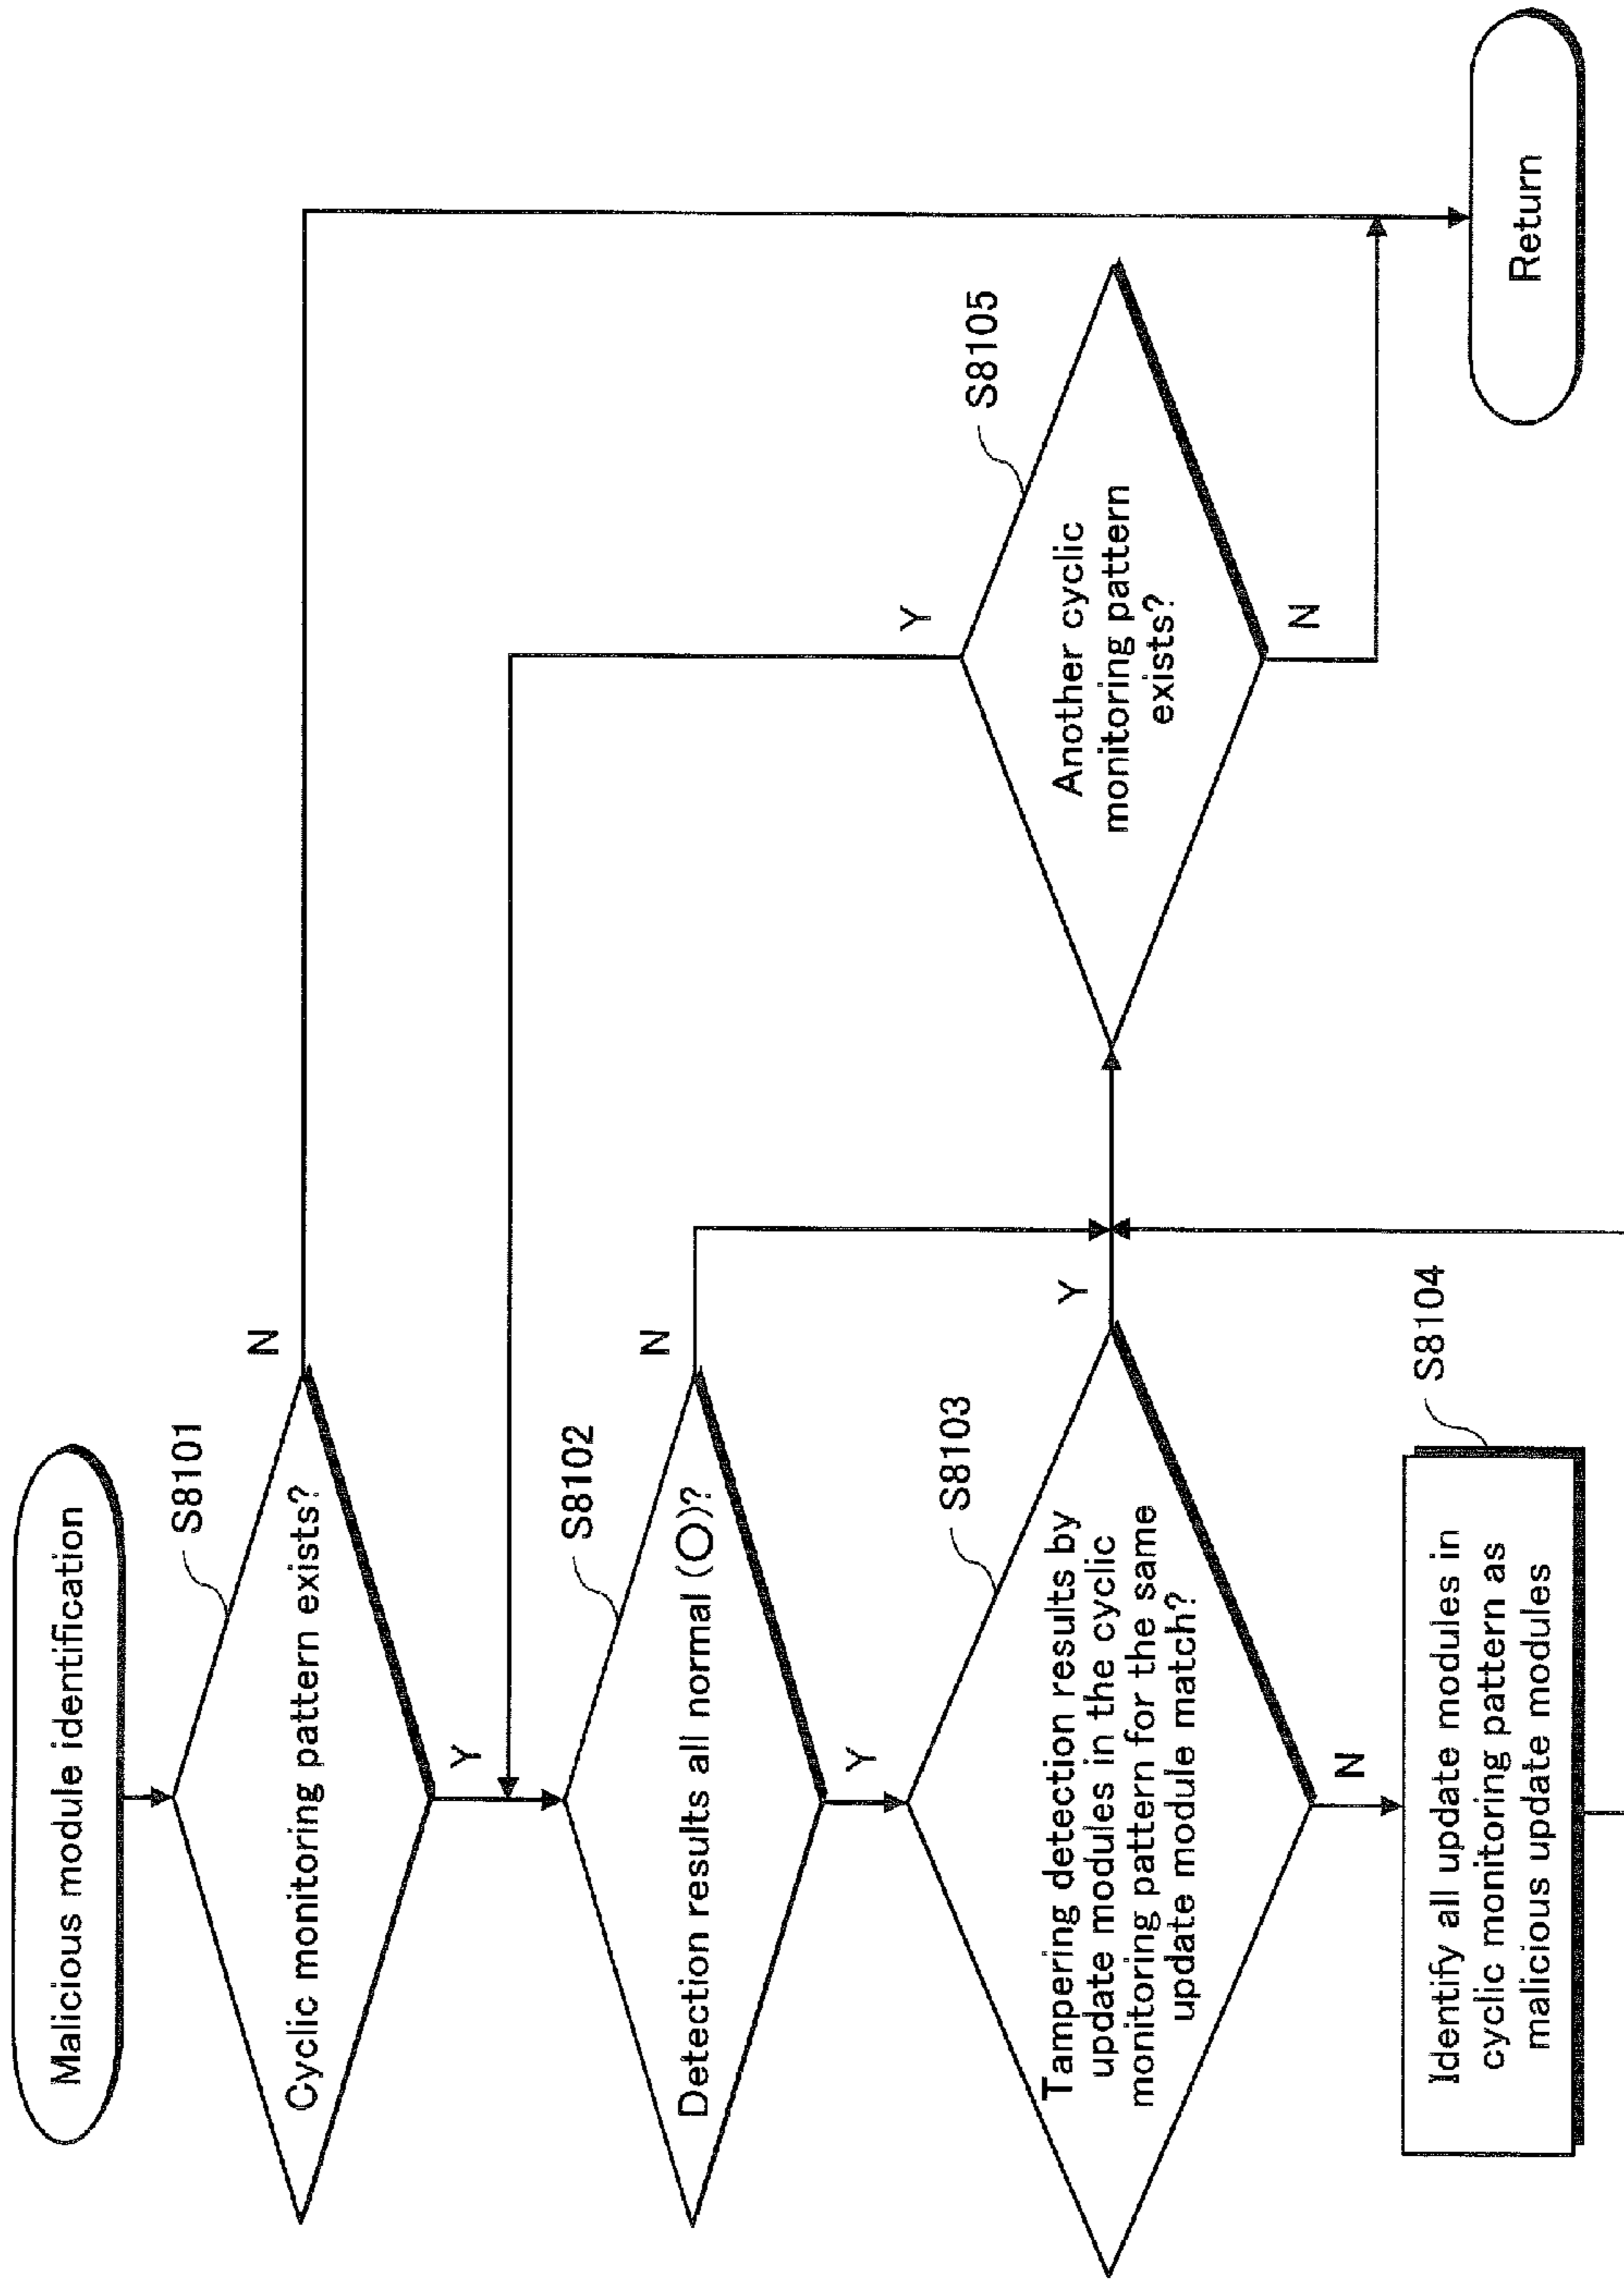 Malicious module identification
S8101
Cyclic monitoring pattern exists?
N
Y
S8102
Detection results all normal (○)?
N
Y
S8103
Tampering detection results by
update modules in the cyclic
monitoring pattern for the same
update module match?
Y
N
S8104
Identify all update modules in
cyclic monitoring pattern as
malicious update modules
S8105
Another cyclic
monitoring pattern
exists?
Y
N
Return